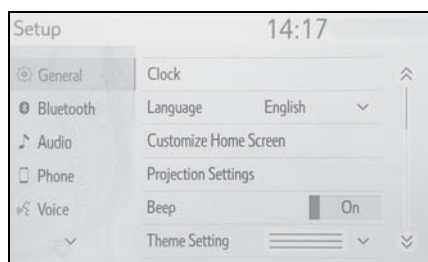 Setup 14:17
General
Bluetooth
Audio
Phone
Voice
Clock
Language English
Customize Home Screen
Projection Settings
Beep On
Theme Setting